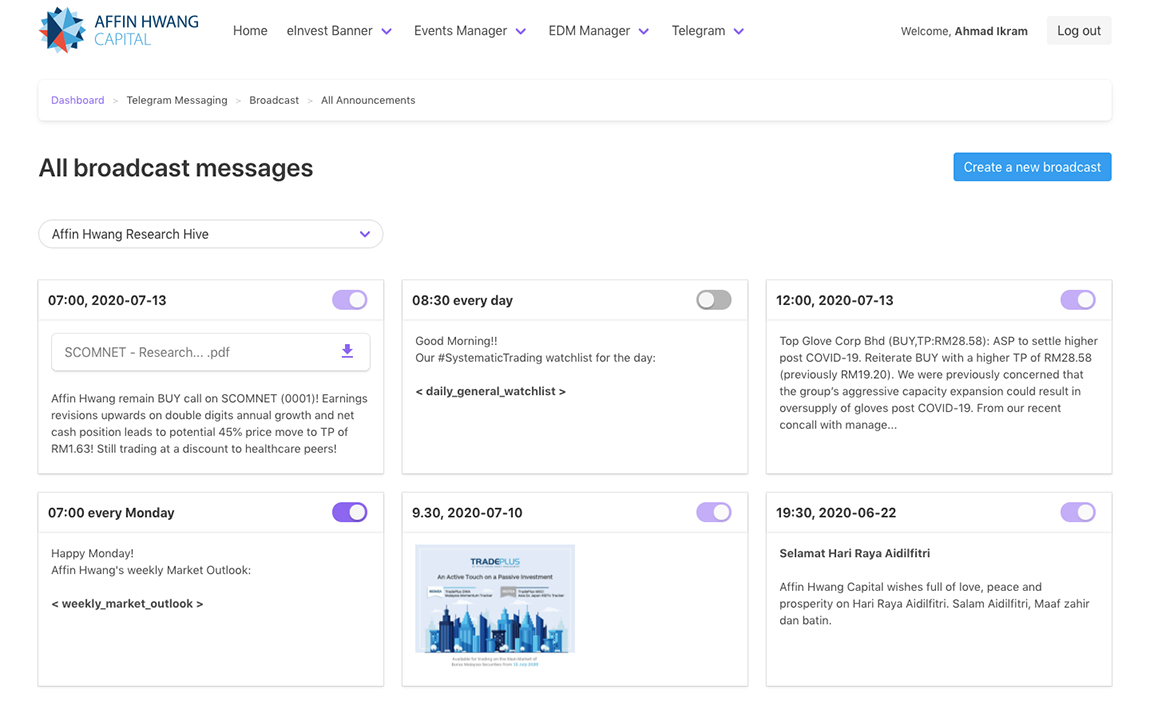 AFFIN HWANG
CAPITAL
Home
eInvest Banner
Events Manager
EDM Manager
Telegram
Welcome, Ahmad Ikram
Log out
Dashboard > Telegram Messaging > Broadcast > All Announcements
All broadcast messages
Create a new broadcast
Affin Hwang Research Hive
07:00, 2020-07-13
SCOMNET - Research... .pdf
Affin Hwang remain BUY call on SCOMNET (0001)! Earnings
revisions upwards on double digits annual growth and net
cash position leads to potential 45% price move to TP of
RM1.63! Still trading at a discount to healthcare peers!
08:30 every day
Good Morning!!
Our #SystematicTrading watchlist for the day:
< daily_general_watchlist >
12:00, 2020-07-13
Top Glove Corp Bhd (BUY,TP:RM28.58): ASP to settle higher
post COVID-19. Reiterate BUY with a higher TP of RM28.58
(previously RM19.20). We were previously concerned that
the group's aggressive capacity expansion could result in
oversupply of gloves post COVID-19. From our recent
concall with manage...
07:00 every Monday
Happy Monday!
Affin Hwang's weekly Market Outlook:
< weekly_market_outlook >
9.30, 2020-07-10
TRADEPLUS
An Active Touch on a Passive Investment
Available for trading on the Main Market of
Bursa Malaysia Securities from
19:30, 2020-06-22
Selamat Hari Raya Aidilfitri
Affin Hwang Capital wishes full of love, peace and
prosperity on Hari Raya Aidilfitri. Salam Aidilfitri, Maaf zahir
dan batin.